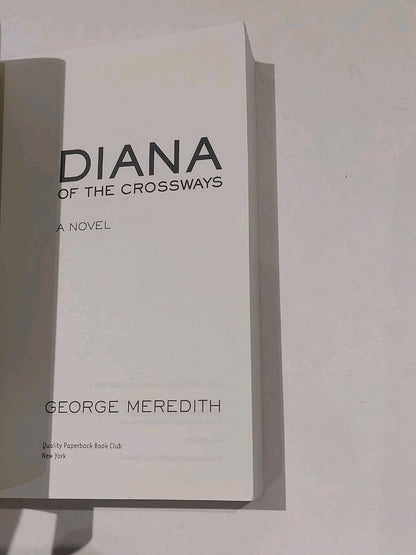 DIANA
OF THE CROSSWAYS
A NOVEL
GEORGE MEREDITH
Quality Paperback Book Club
New York